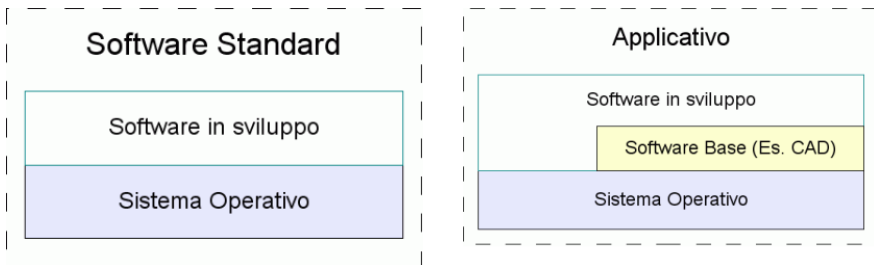 Software Standard
Software in sviluppo
Sistema Operativo
Applicativo
Software in sviluppo
Software Base (Es. CAD)
Sistema Operativo